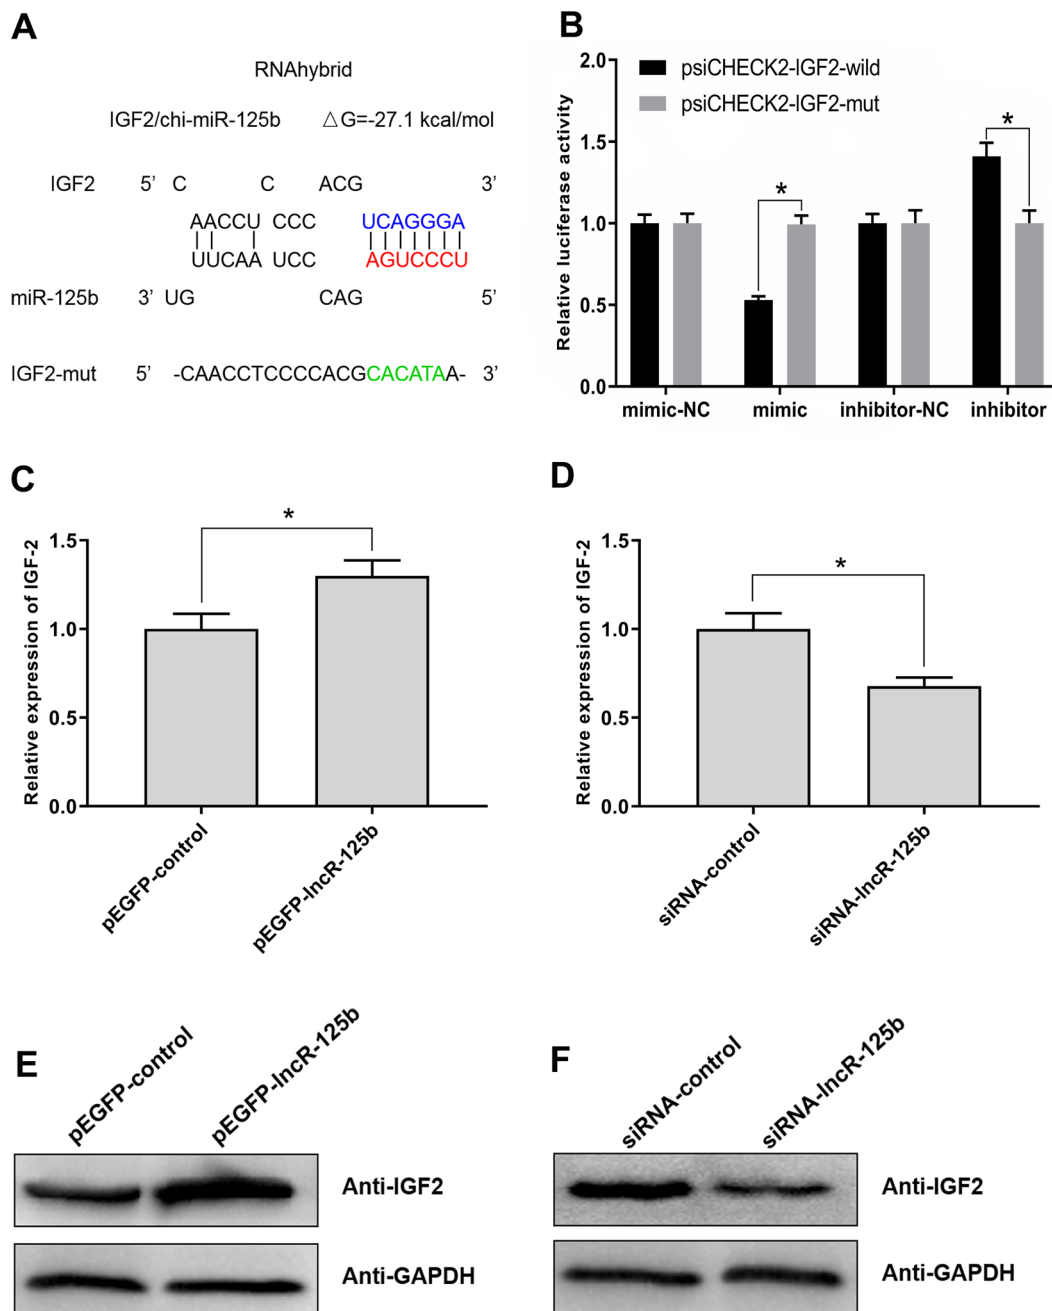 A
RNAhybrid
IGF2/chi-miR-125b △G=-27.1 kcal/mol
IGF2 5’ C C ACG 3’
AACCU CCC UCAGGGA
UUCAA UCC AGUCCCU
miR-125b 3’ UG CAG 5’
IGF2-mut 5’ -CAACCTCCCCACGCACATAA- 3’
B
psiCHECK2-IGF2-wild
psiCHECK2-IGF2-mut
Relative luciferase activity
2.0
1.5
1.0
0.5
0.0
*
*
mimic-NC mimic inhibitor-NC inhibitor
C
Relative expression of IGF-2
1.5
1.0
0.5
0.0
*
pEGFP-control
pEGFP-lncR-125b
D
Relative expression of IGF-2
1.5
1.0
0.5
0.0
*
siRNA-control
siRNA-lncR-125b
E
pEGFP-control
pEGFP-lncR-125b
Anti-IGF2
Anti-GAPDH
F
siRNA-control
siRNA-lncR-125b
Anti-IGF2
Anti-GAPDH